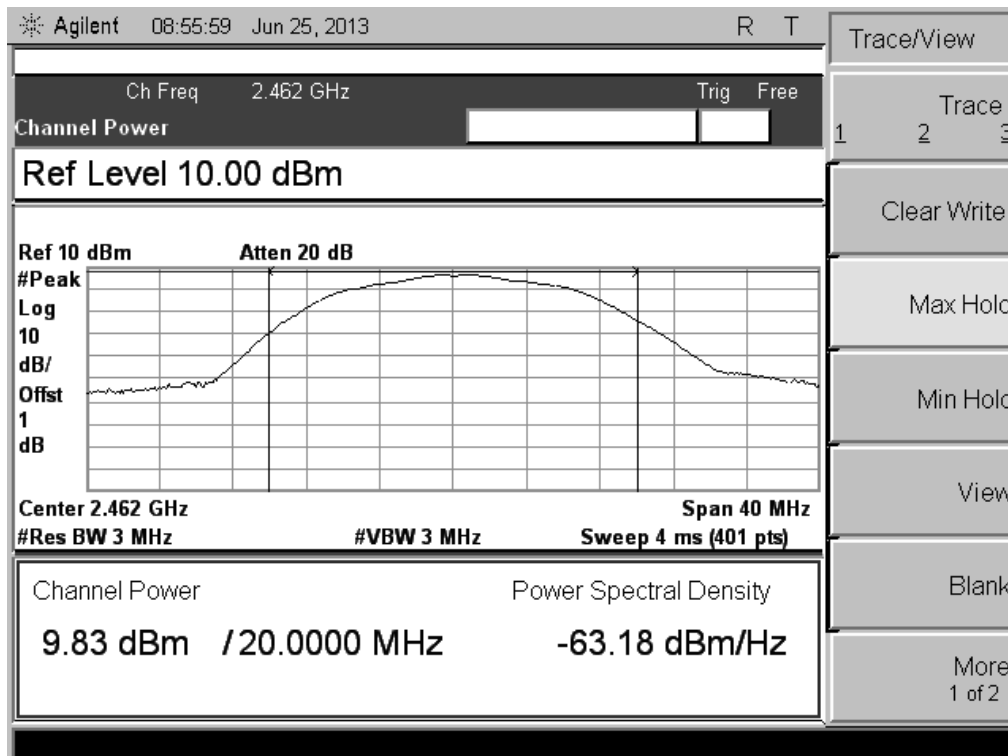 Agilent 08:55:59 Jun 25, 2013 R T
Trace/View
Ch Freq 2.462 GHz Trig Free
Channel Power
Trace
1 2 3
Ref Level 10.00 dBm
Clear Write
Ref 10 dBm Atten 20 dB
#Peak
Log
10
dB/
Offst
1
dB
Max Hold
Min Hold
Center 2.462 GHz Span 40 MHz
#Res BW 3 MHz #VBW 3 MHz Sweep 4 ms (401 pts)
View
Channel Power Power Spectral Density
9.83 dBm /20.0000 MHz -63.18 dBm/Hz
Blank
More
1 of 2